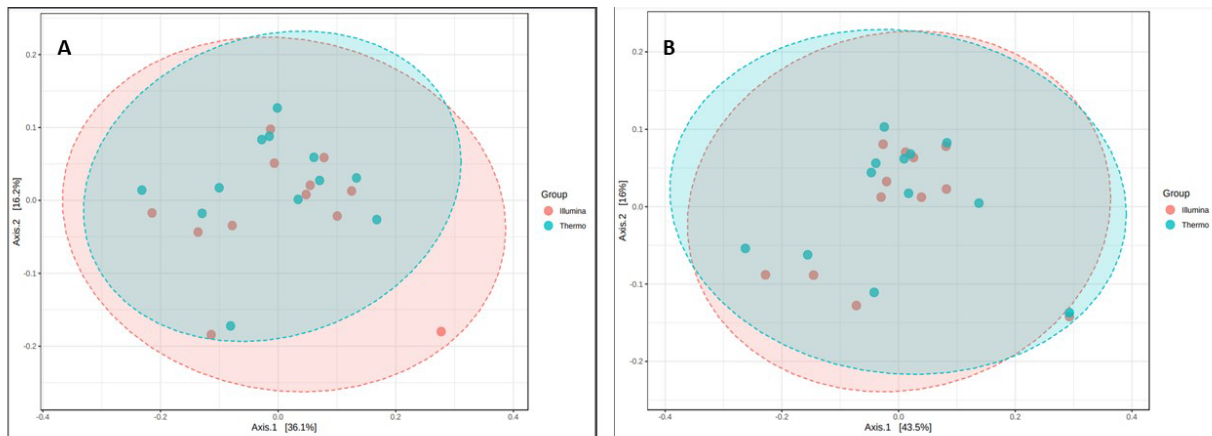 A
0.2
0.1
0.0
-0.1
-0.2
Axis.2 [16.2%]
-0.4
-0.2
0.0
0.2
0.4
Axis.1 [36.1%]
Group
Illumina
Thermo
B
0.2
0.1
0.0
-0.1
-0.2
Axis.2 [16%]
-0.4
-0.2
0.0
0.2
0.4
Axis.1 [43.5%]
Group
Illumina
Thermo